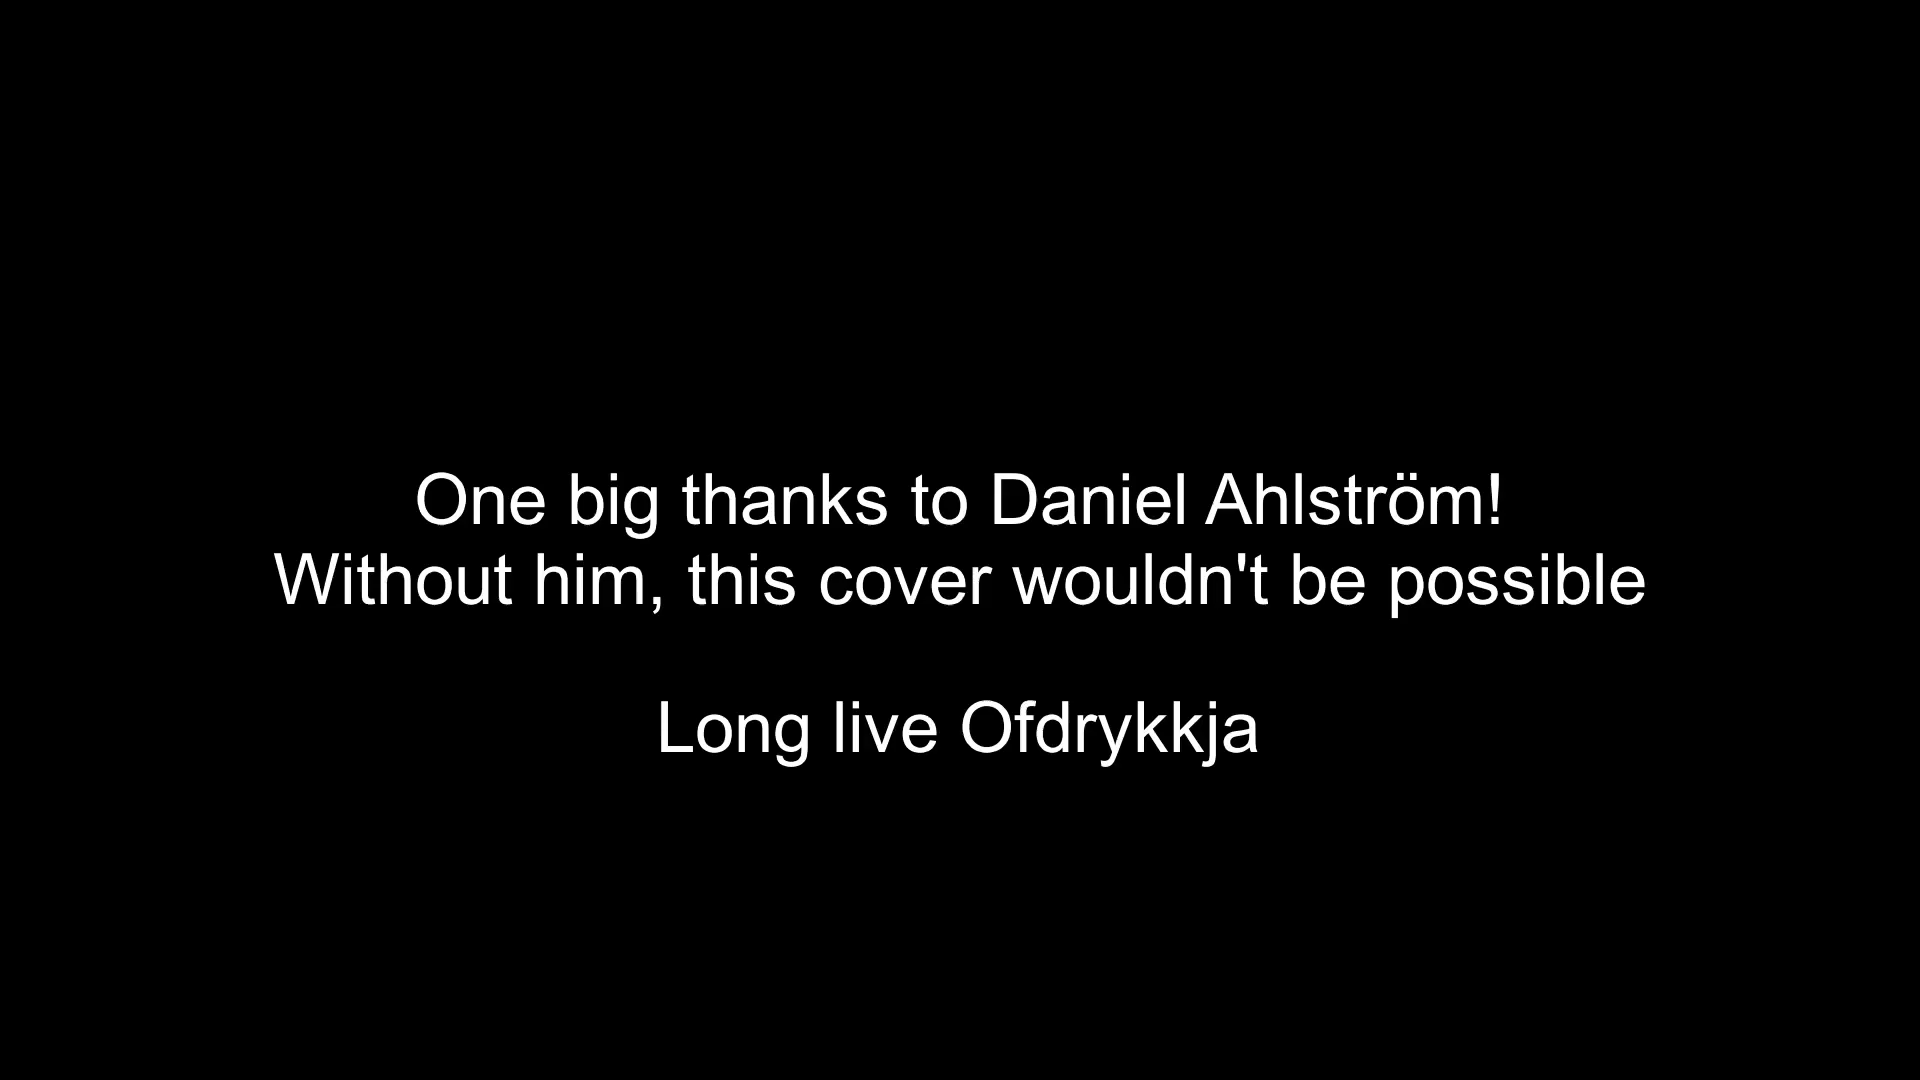 One big thanks to Daniel Ahlström!
Without him, this cover wouldn't be possible
Long live Ofdrykkja